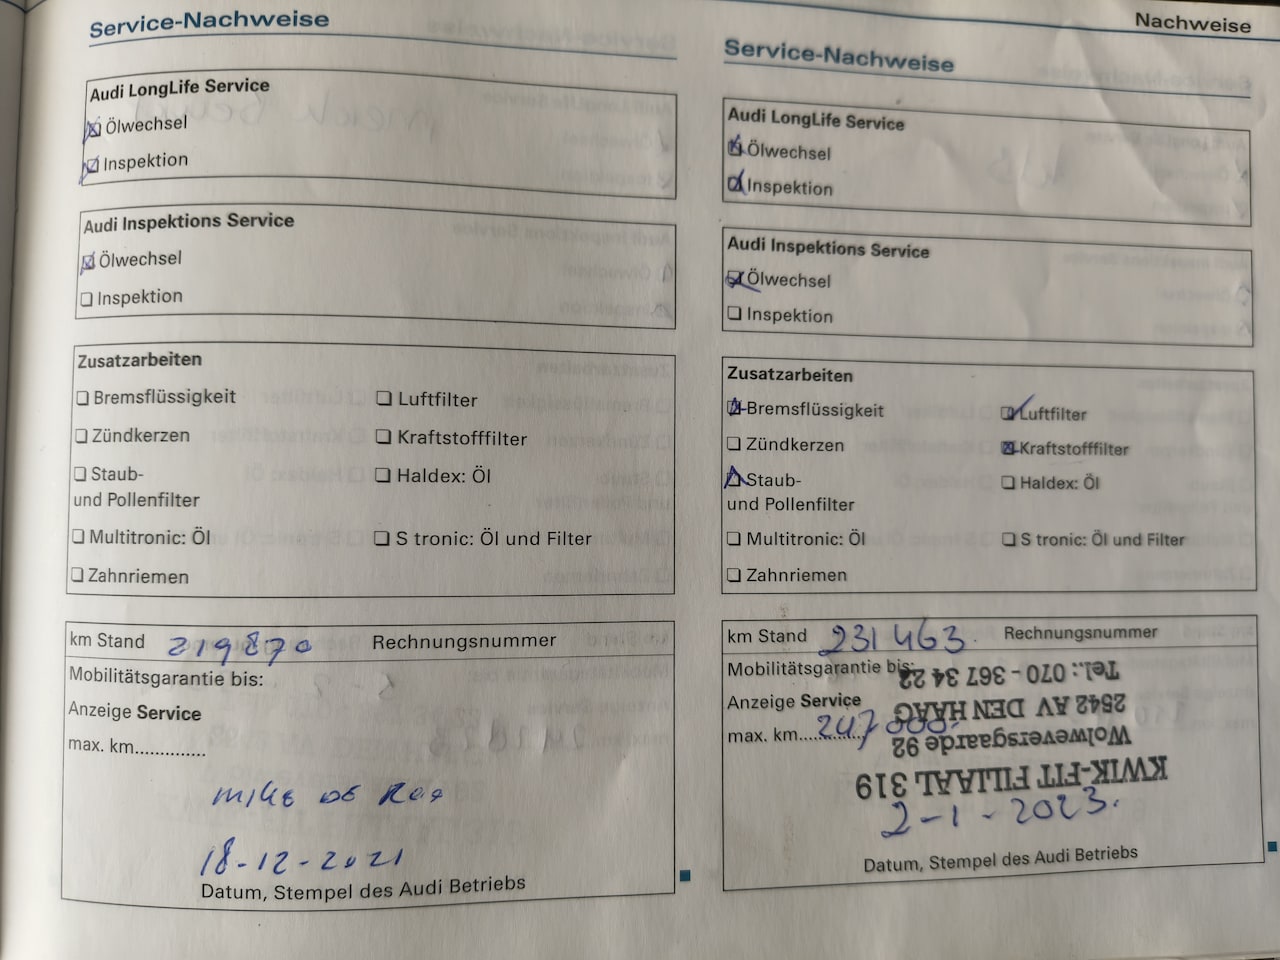 Service-Nachweise
Audi LongLife Service
Ölwechsel
Inspektion
Audi Inspektions Service
Ölwechsel
Inspektion
Zusatzarbeiten
Bremsflüssigkeit
Luftfilter
Zündkerzen
Kraftstofffilter
Staub-
und Pollenfilter
Haldex: Öl
Multitronic: Öl
S tronic: Öl und Filter
Zahnriemen
km Stand 219870 Rechnungsnummer
Mobilitätsgarantie bis:
Anzeige Service
max. km.............
mike de
18-12-2021
Datum, Stempel des Audi Betriebs
Nachweise
Service-Nachweise
Audi LongLife Service
Ölwechsel
Inspektion
Audi Inspektions Service
Ölwechsel
Inspektion
Zusatzarbeiten
Bremsflüssigkeit
Luftfilter
Zündkerzen
Kraftstofffilter
Staub-
und Pollenfilter
Haldex: Öl
Multitronic: Öl
S tronic: Öl und Filter
Zahnriemen
km Stand 231463. Rechnungsnummer
Mobilitätsgarantie bis:
Anzeige Service
max. km............. 247000.
KWIK-FIT FILIAAL 319
Wolweversgaarde 92
2542 AV DEN HAAG
Tel.: 070 - 367 34 22
2-1-2023.
Datum, Stempel des Audi Betriebs